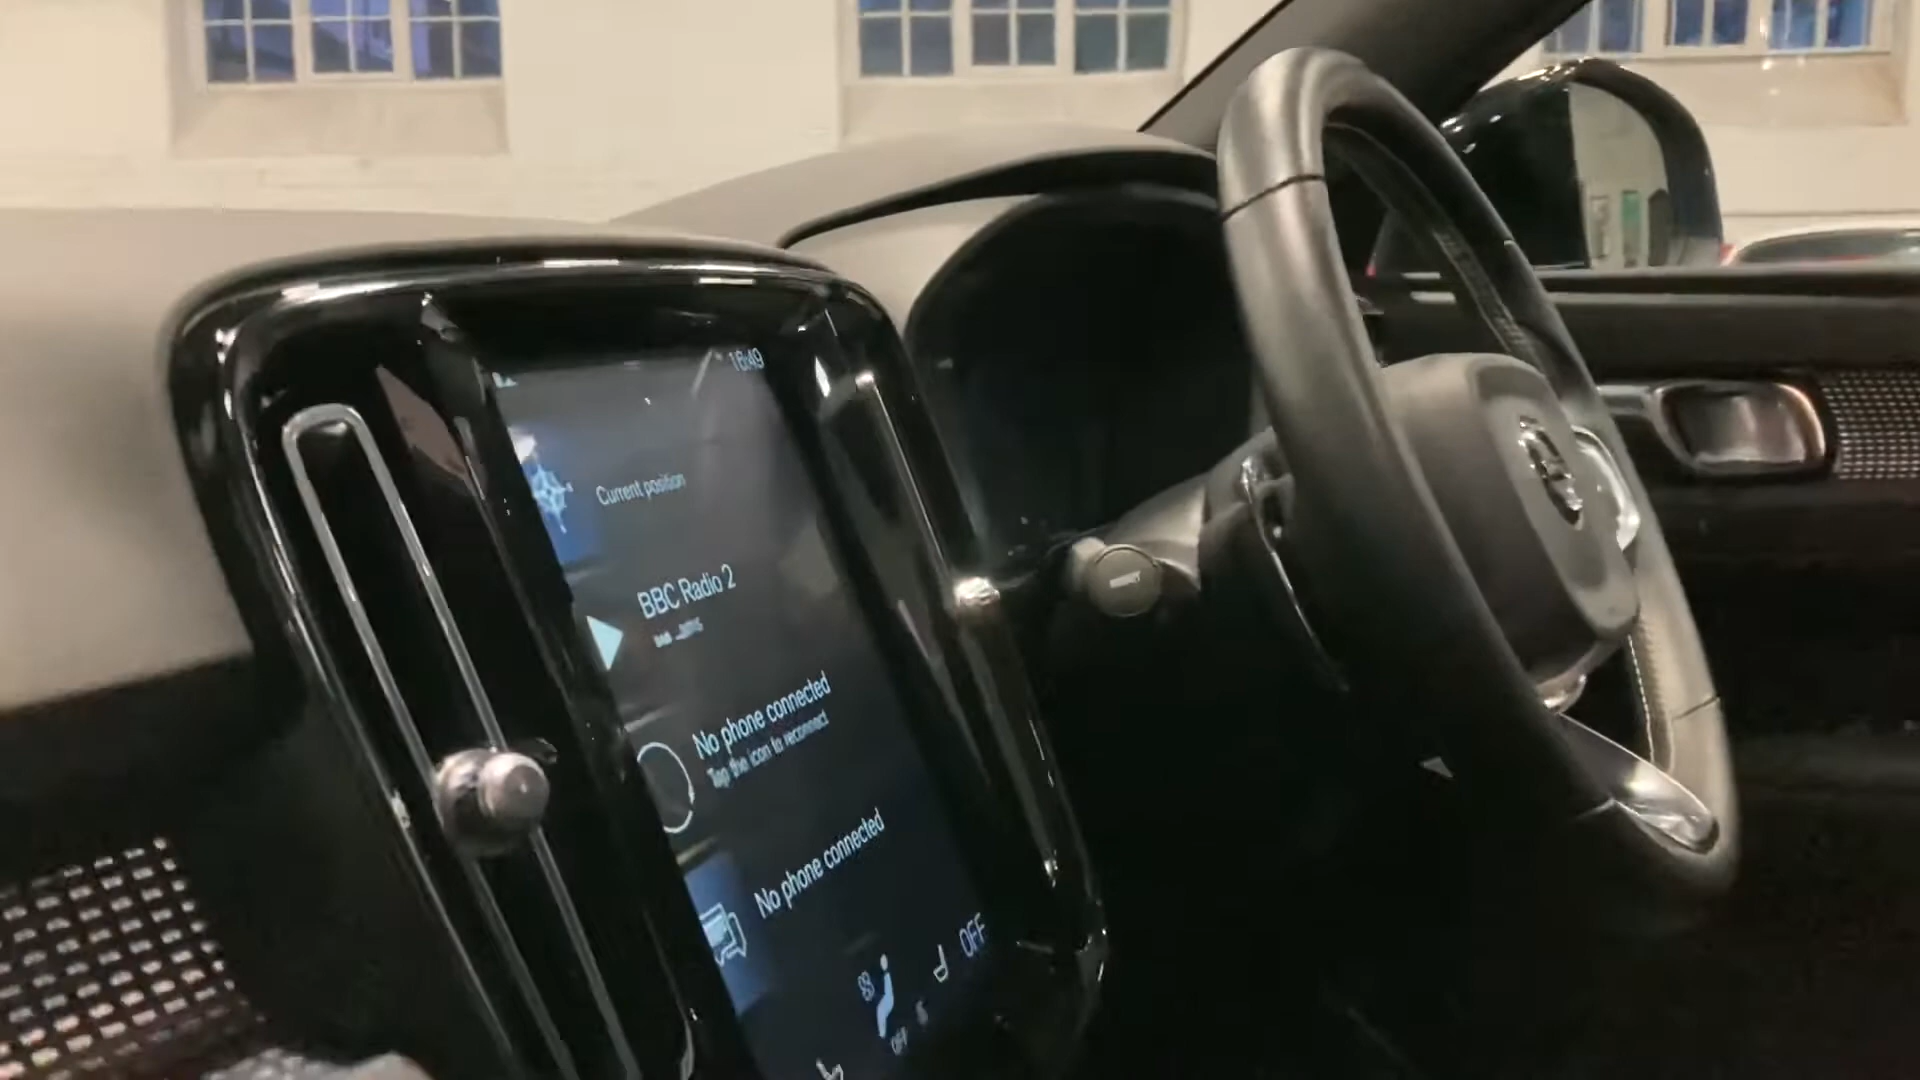 16:49
Current position
BBC Radio 2
No phone connected
Tap the icon to reconnect
No phone connected
OFF
OFF